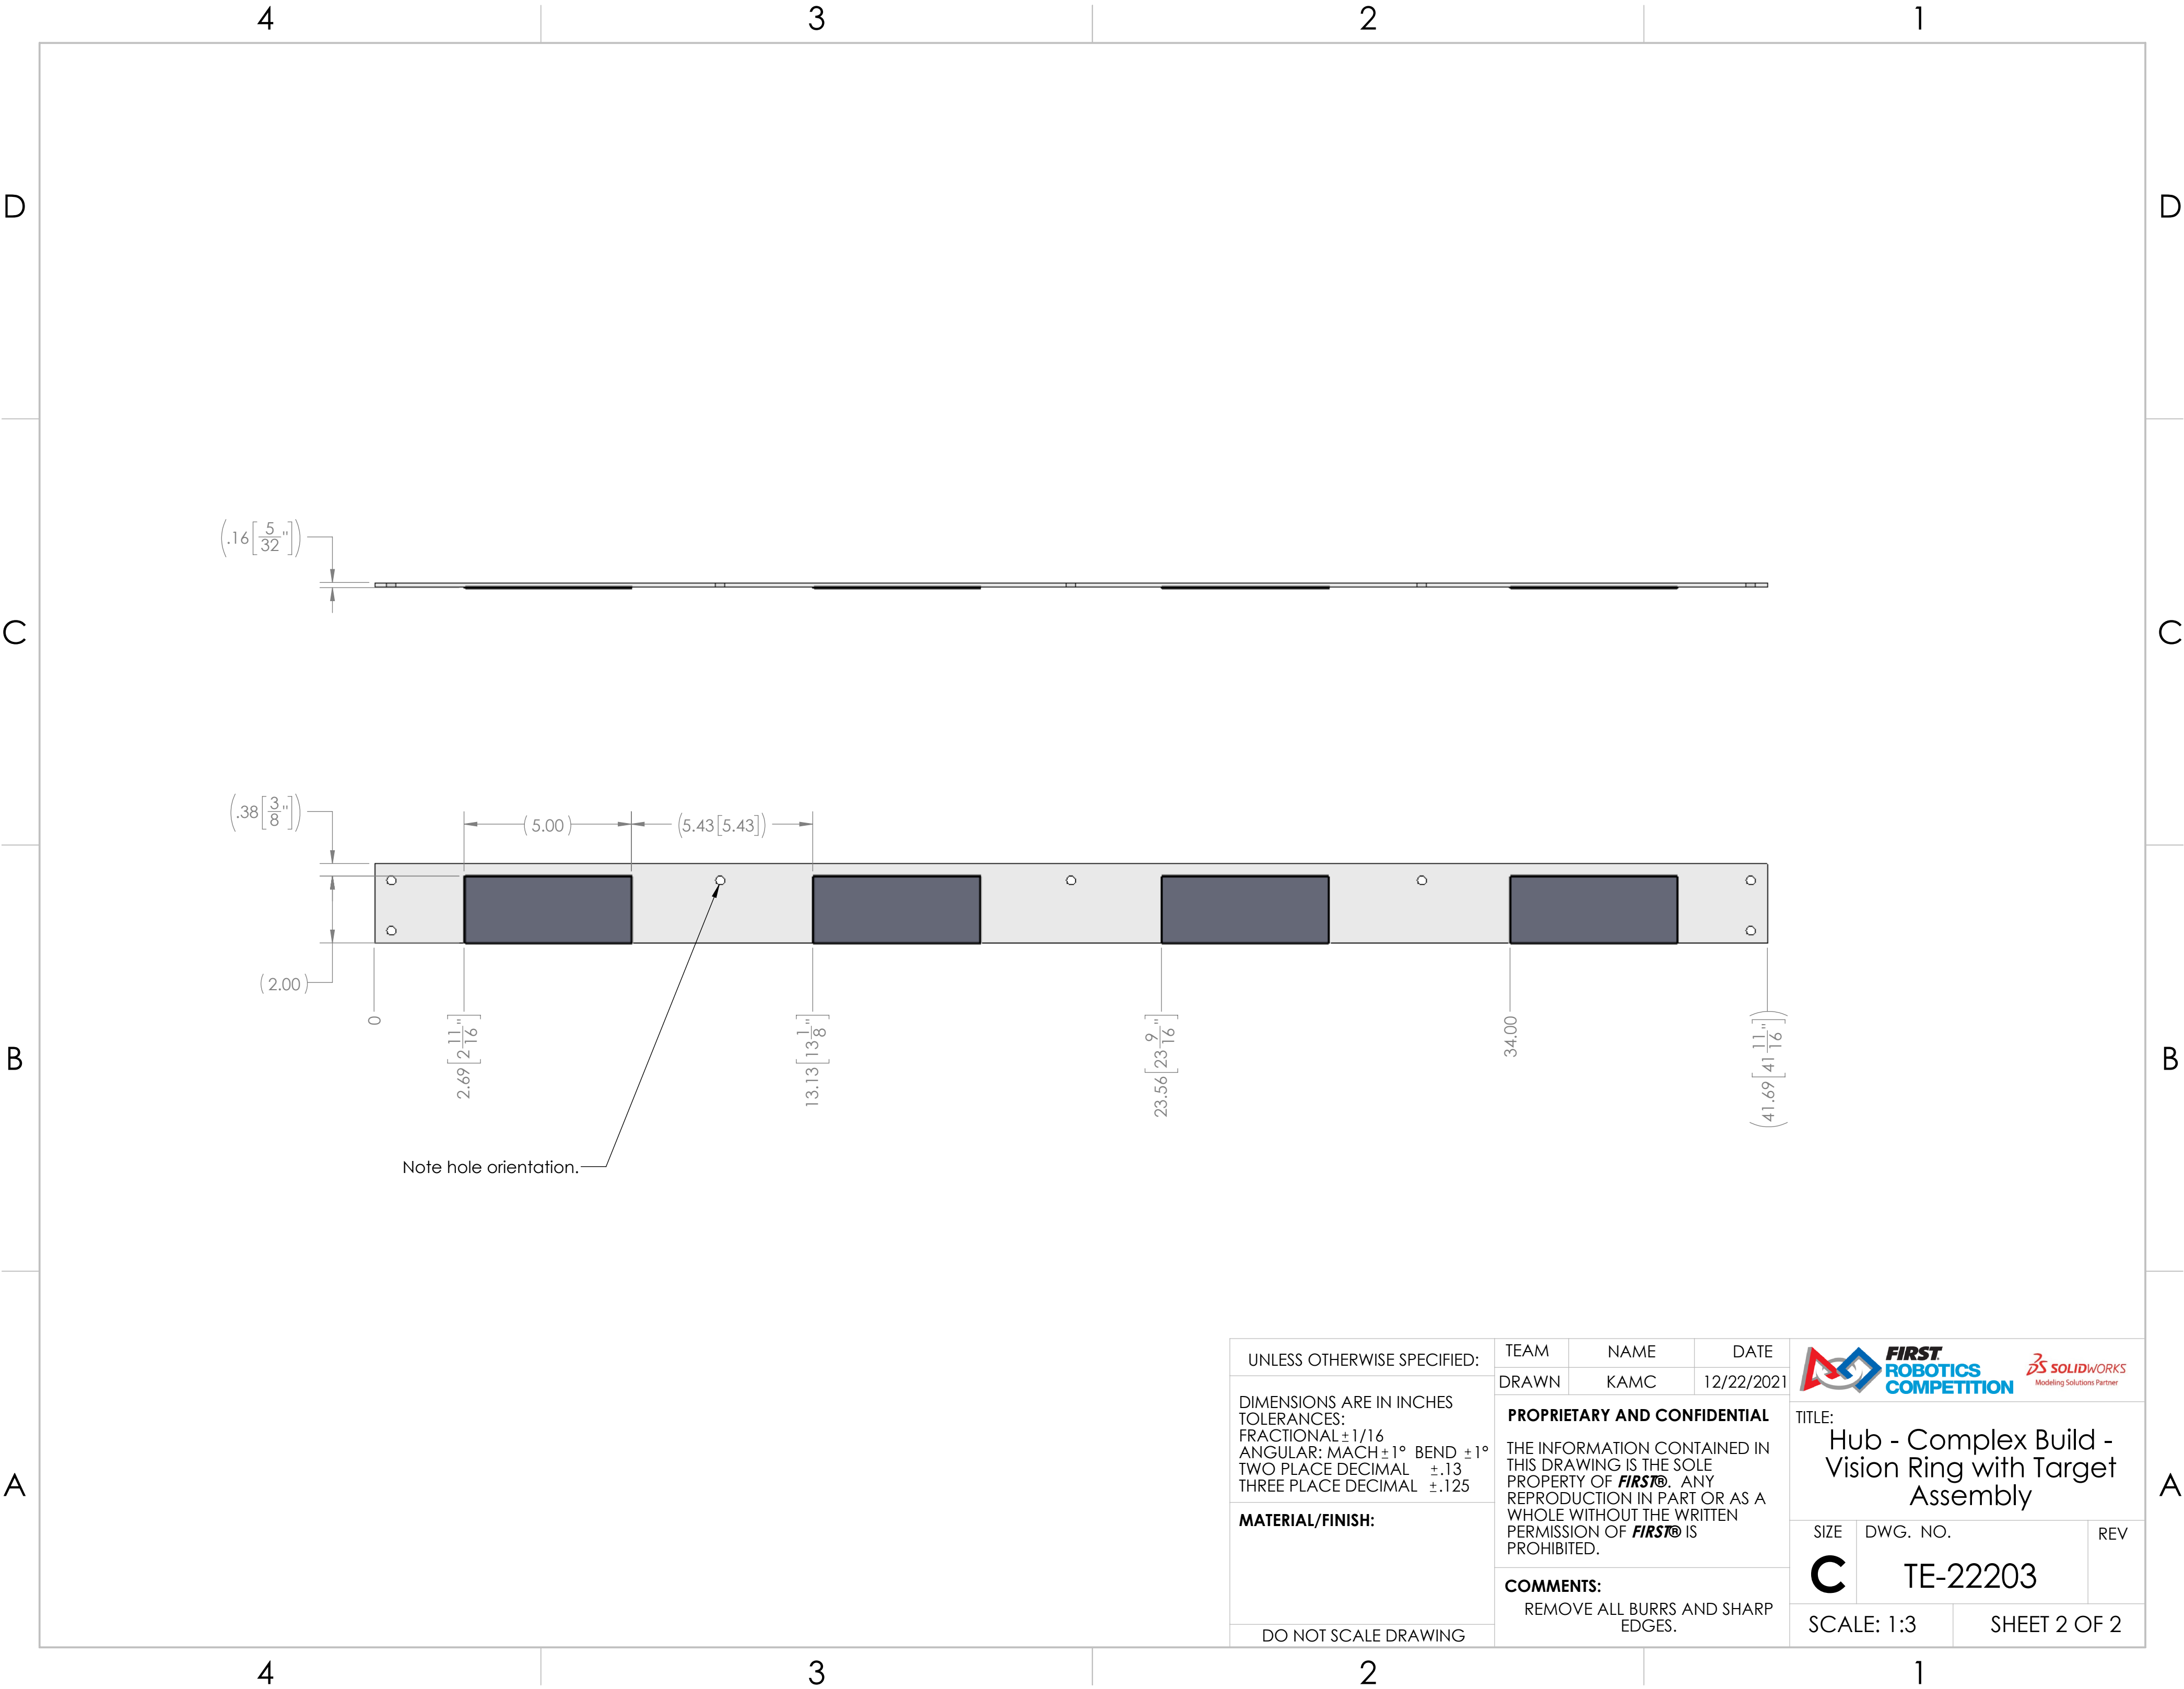 4 3 2 1
D D
(.16[5/32"])
C C
(.38[3/8"])
(5.00) (5.43[5.43])
(2.00)
0
2.69[2 11/16"]
13.13[13 1/8"]
23.56[23 9/16"]
34.00
(41.69[41 11/16"])
B B
Note hole orientation.
A A
UNLESS OTHERWISE SPECIFIED:
DIMENSIONS ARE IN INCHES
TOLERANCES:
FRACTIONAL±1/16
ANGULAR: MACH±1° BEND ±1°
TWO PLACE DECIMAL ±.13
THREE PLACE DECIMAL ±.125
MATERIAL/FINISH:
DO NOT SCALE DRAWING
TEAM NAME DATE
DRAWN KAMC 12/22/2021
PROPRIETARY AND CONFIDENTIAL
THE INFORMATION CONTAINED IN
THIS DRAWING IS THE SOLE
PROPERTY OF FIRST®. ANY
REPRODUCTION IN PART OR AS A
WHOLE WITHOUT THE WRITTEN
PERMISSION OF FIRST® IS
PROHIBITED.
COMMENTS:
REMOVE ALL BURRS AND SHARP
EDGES.
FIRST
ROBOTICS
COMPETITION
SOLIDWORKS
Modeling Solutions Partner
TITLE:
Hub - Complex Build -
Vision Ring with Target
Assembly
SIZE DWG. NO. REV
C TE-22203
SCALE: 1:3 SHEET 2 OF 2
4 3 2 1